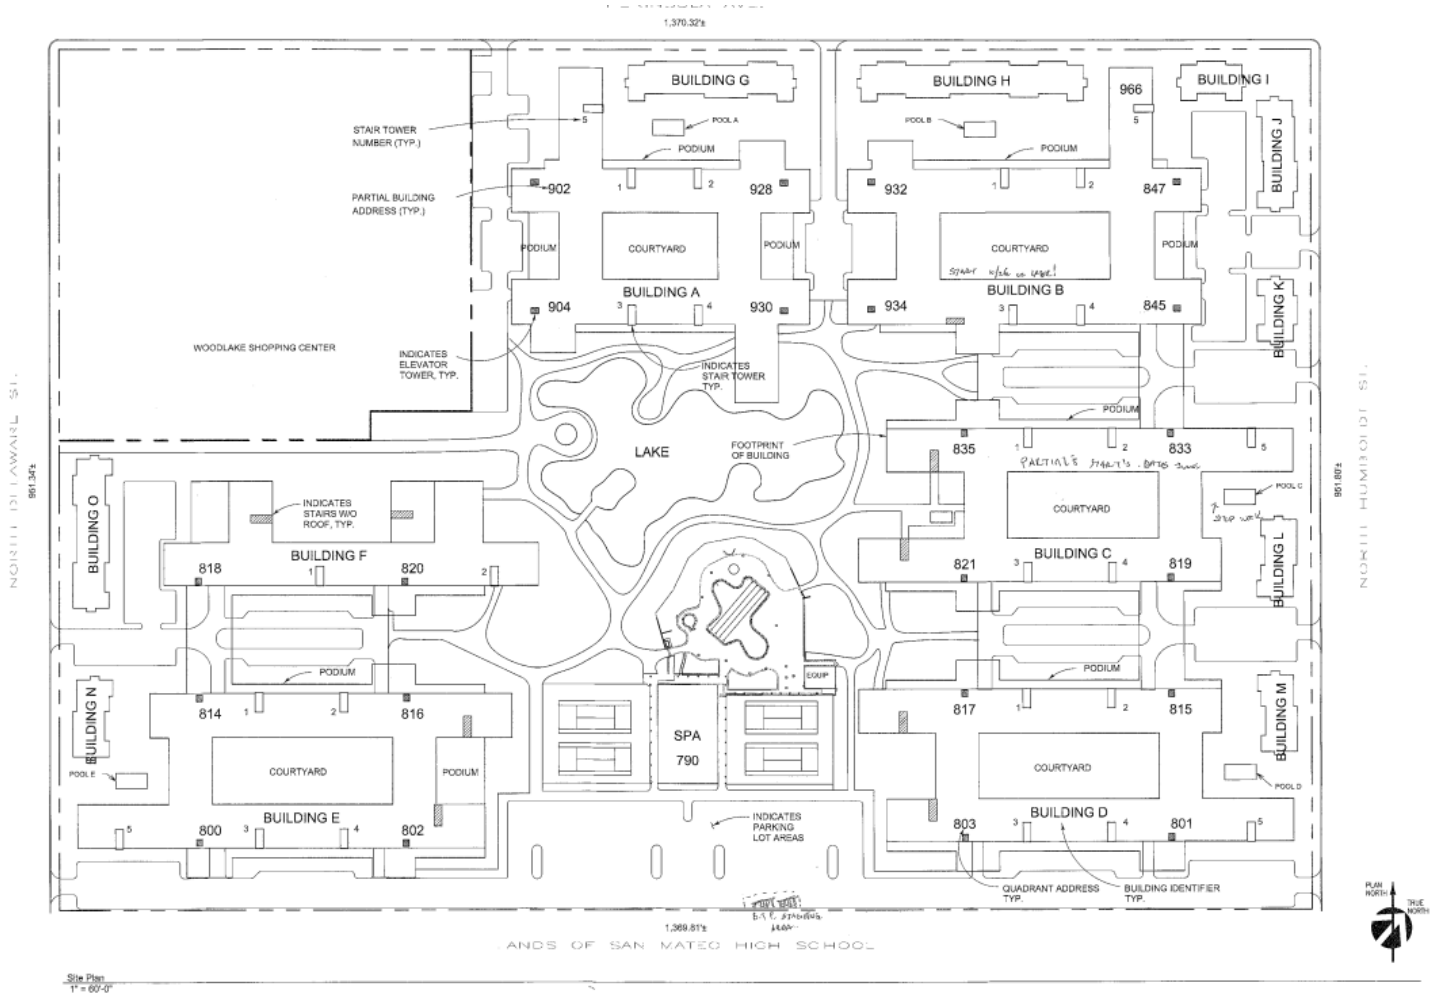 1,370.32'±
BUILDING G
BUILDING H
BUILDING I
966
5
5
POOL A
POOL B
STAIR TOWER
NUMBER (TYP.)
PODIUM
PODIUM
BUILDING J
902
1
2
928
932
1
2
847
PARTIAL BUILDING
ADDRESS (TYP.)
PODIUM
COURTYARD
PODIUM
COURTYARD
PODIUM
START
BUILDING A
BUILDING B
904
3
4
930
934
3
4
845
BUILDING K
WOODLAKE SHOPPING CENTER
INDICATES
ELEVATOR
TOWER, TYP.
INDICATES
STAIR TOWER
TYP.
NORTH DELAWARE ST.
NORTH HUMBOLDT ST.
PODIUM
LAKE
FOOTPRINT
OF BUILDING
835
1
2
833
5
951.34'±
951.80'±
POOL C
COURTYARD
INDICATES
STAIRS W/O
ROOF, TYP.
BUILDING O
BUILDING F
BUILDING C
BUILDING L
818
1
820
2
821
3
4
819
PODIUM
PODIUM
EQUIP
BUILDING N
BUILDING M
814
1
2
816
817
1
2
815
SPA
790
POOL E
COURTYARD
PODIUM
COURTYARD
POOL D
BUILDING E
BUILDING D
5
800
3
4
802
803
3
4
801
5
INDICATES
PARKING
LOT AREAS
QUADRANT ADDRESS
TYP.
BUILDING IDENTIFIER
TYP.
STAGING
AREA
1,369.81'±
ANDS OF SAN MATEO HIGH SCHOOL
PLAN
NORTH
TRUE
NORTH
Site Plan
1" = 60'-0"